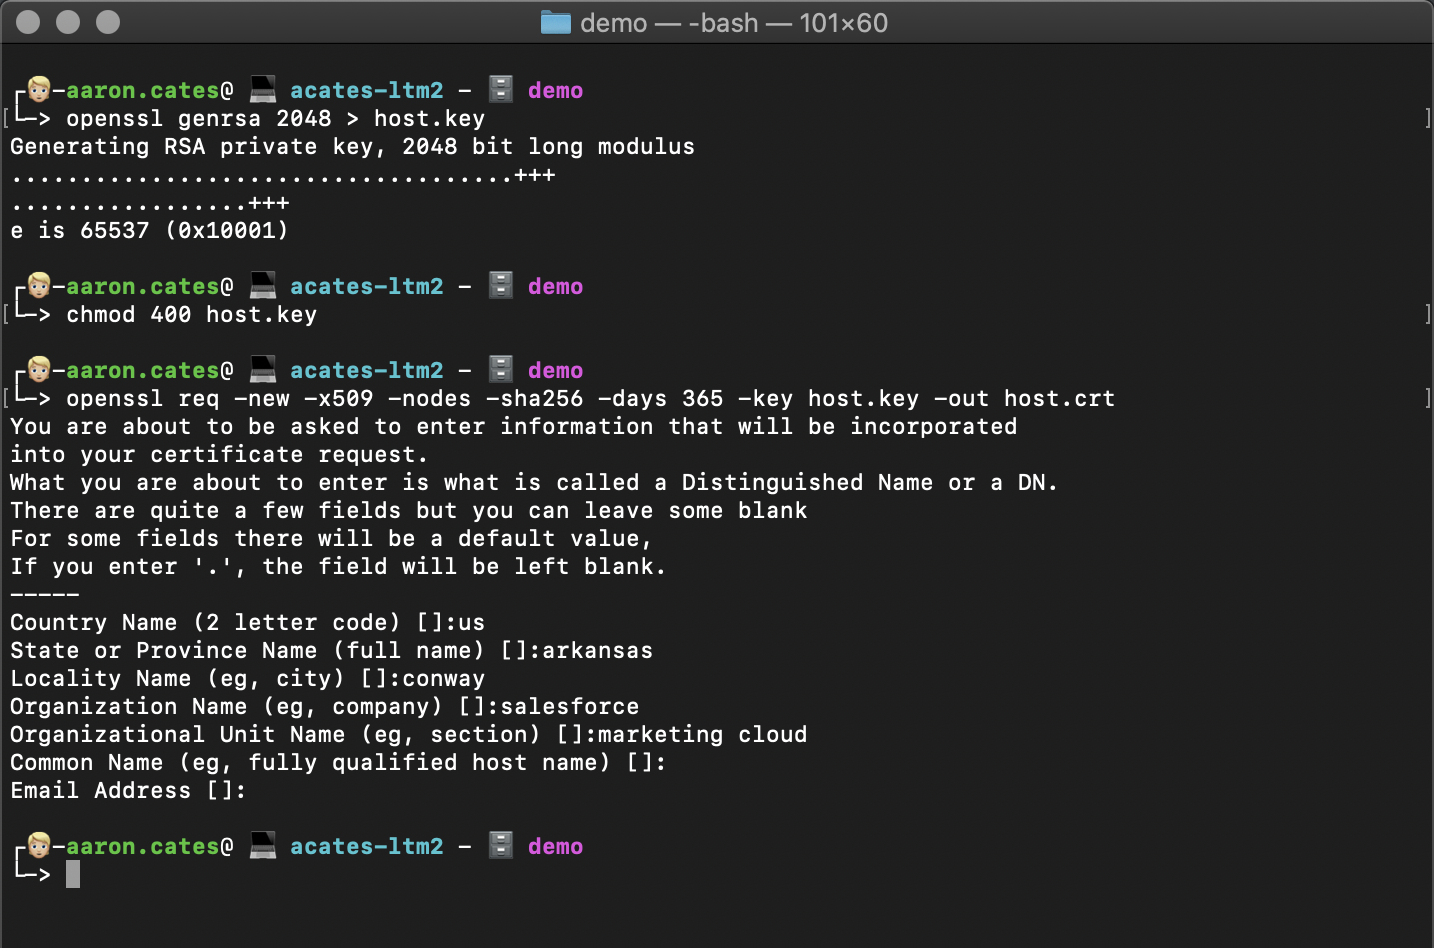 demo — -bash — 101×60
┌👱-aaron.cates@ 💻 acates-ltm2 - 🗄 demo
[└─> openssl genrsa 2048 > host.key ]
Generating RSA private key, 2048 bit long modulus
....................................+++
.................+++
e is 65537 (0x10001)
┌👱-aaron.cates@ 💻 acates-ltm2 - 🗄 demo
[└─> chmod 400 host.key ]
┌👱-aaron.cates@ 💻 acates-ltm2 - 🗄 demo
[└─> openssl req -new -x509 -nodes -sha256 -days 365 -key host.key -out host.crt ]
You are about to be asked to enter information that will be incorporated
into your certificate request.
What you are about to enter is what is called a Distinguished Name or a DN.
There are quite a few fields but you can leave some blank
For some fields there will be a default value,
If you enter '.', the field will be left blank.
-----
Country Name (2 letter code) []:us
State or Province Name (full name) []:arkansas
Locality Name (eg, city) []:conway
Organization Name (eg, company) []:salesforce
Organizational Unit Name (eg, section) []:marketing cloud
Common Name (eg, fully qualified host name) []:
Email Address []:
┌👱-aaron.cates@ 💻 acates-ltm2 - 🗄 demo
└─>